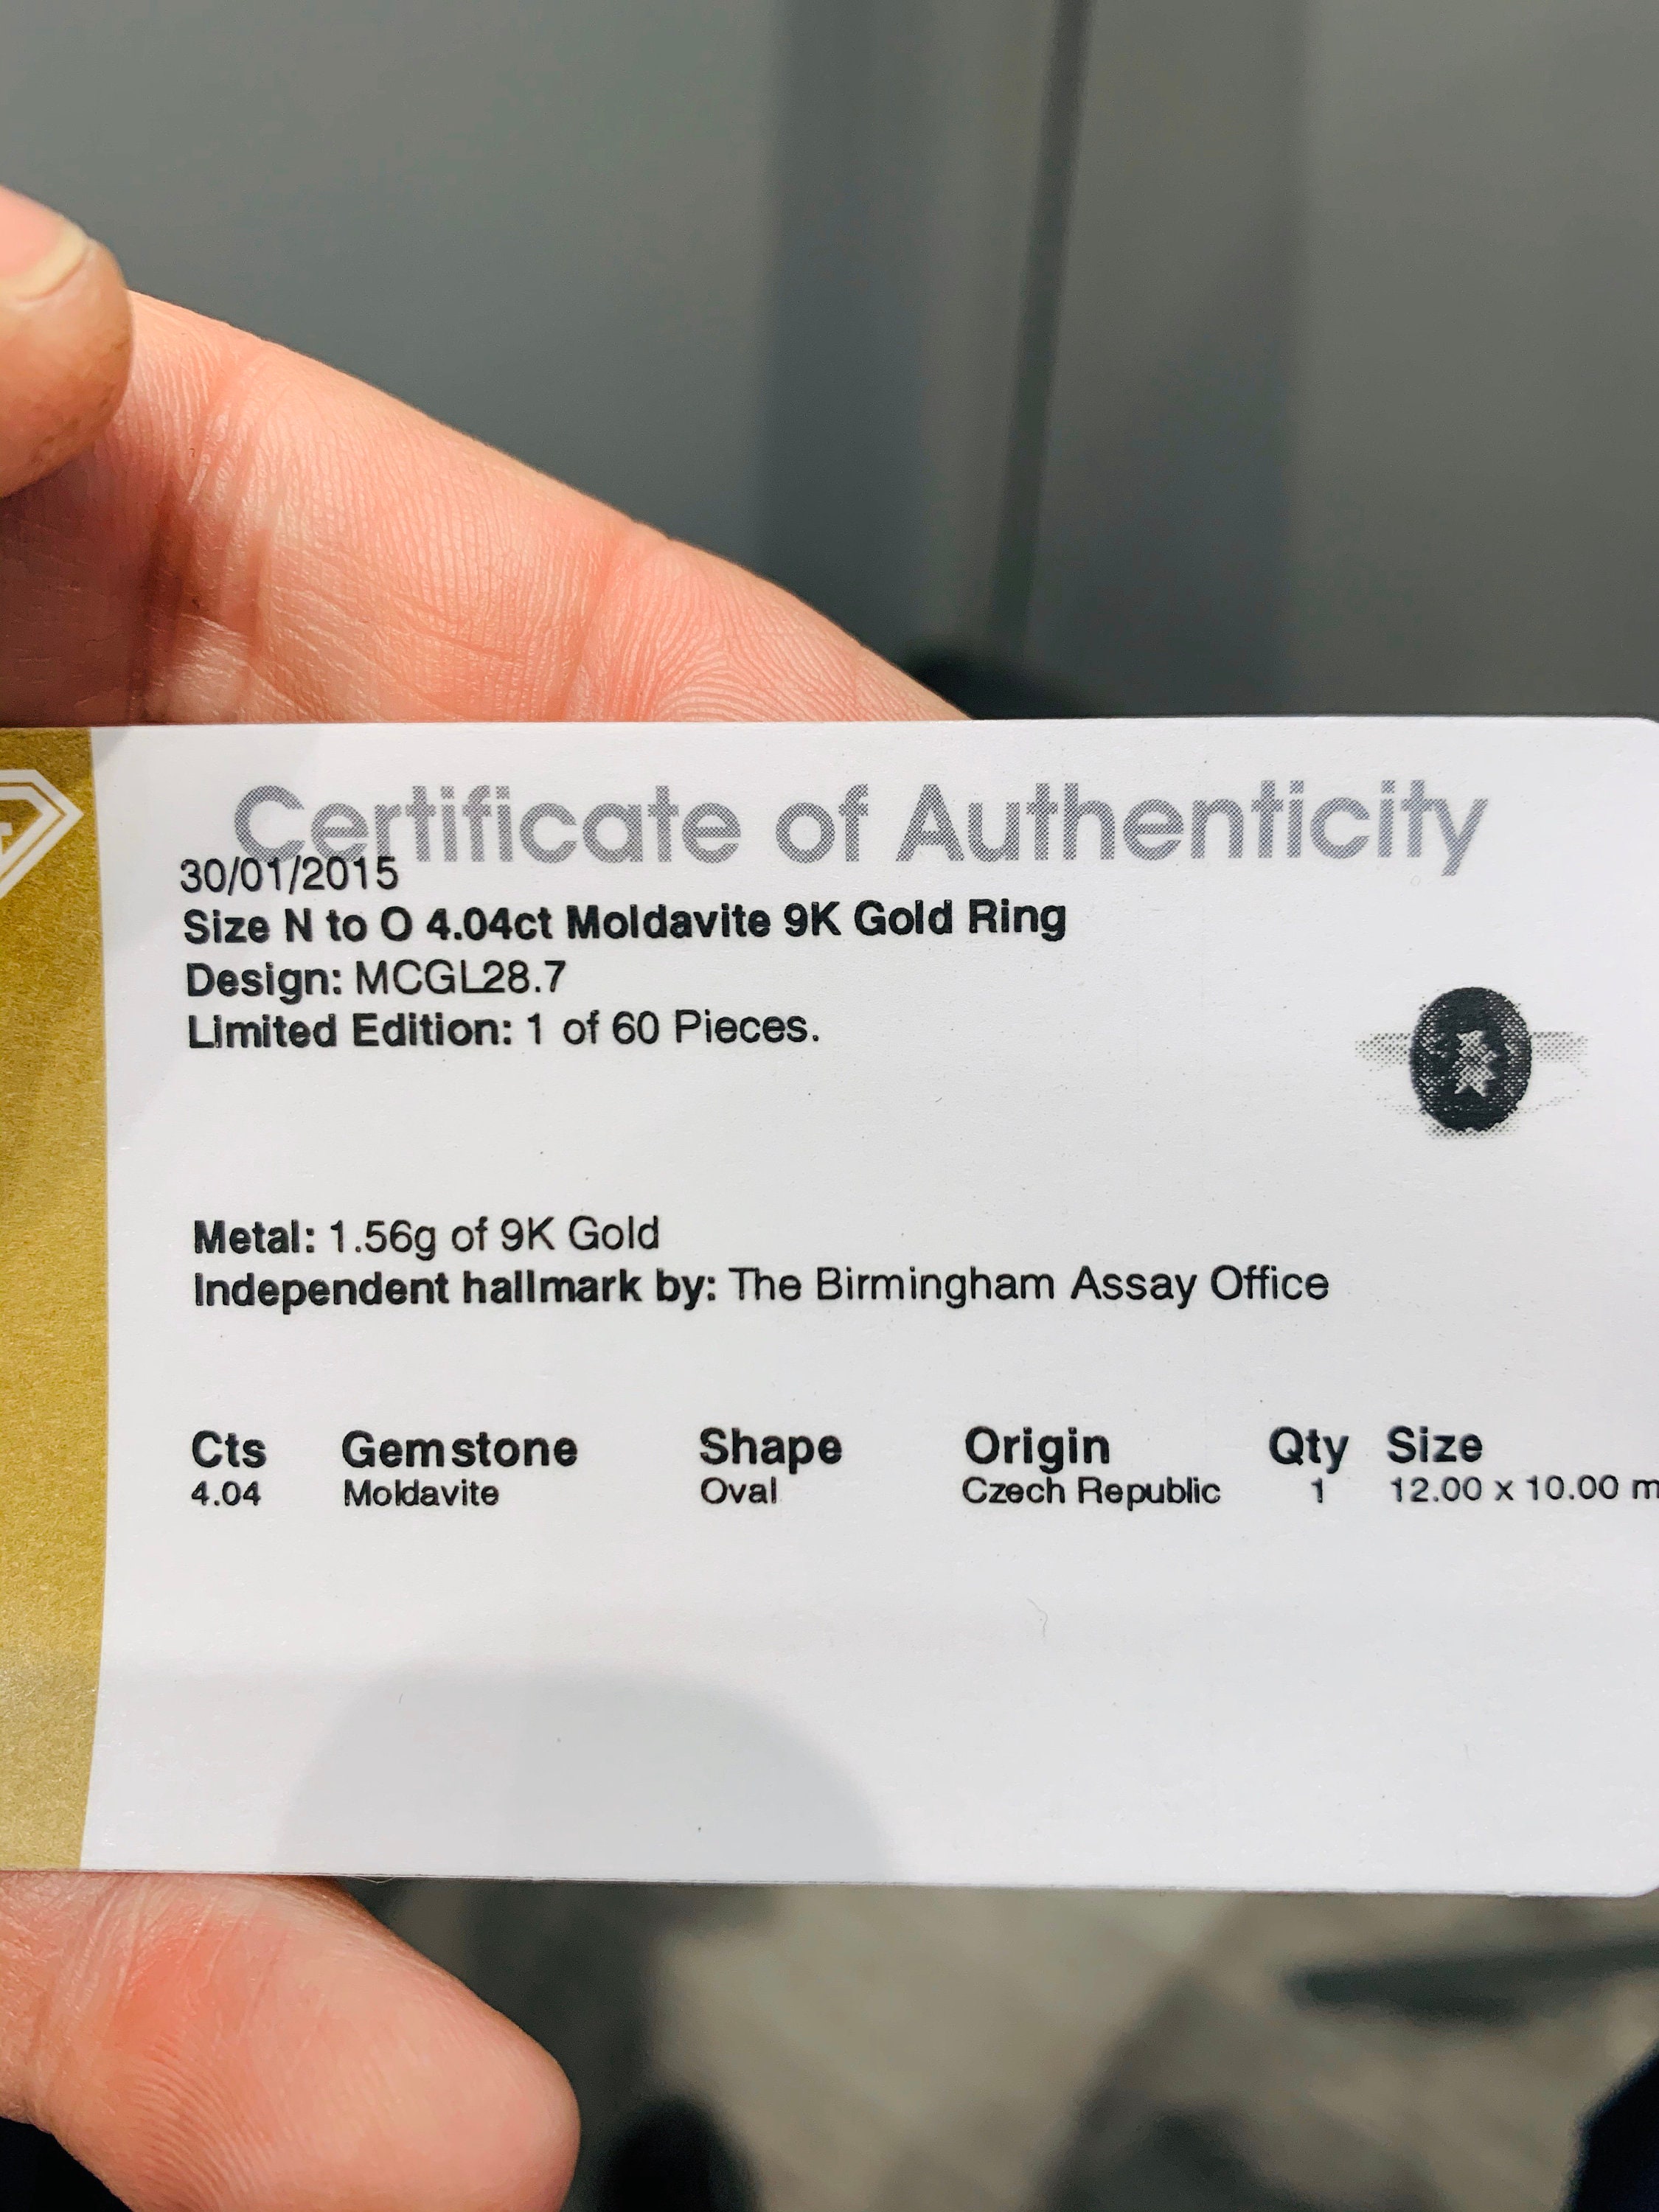 Certificate of Authenticity
30/01/2015
Size N to O 4.04ct Moldavite 9K Gold Ring
Design: MCGL28.7
Limited Edition: 1 of 60 Pieces.
Metal: 1.56g of 9K Gold
Independent hallmark by: The Birmingham Assay Office
Cts Gemstone Shape Origin Qty Size
4.04 Moldavite Oval Czech Republic 1 12.00 x 10.00 m